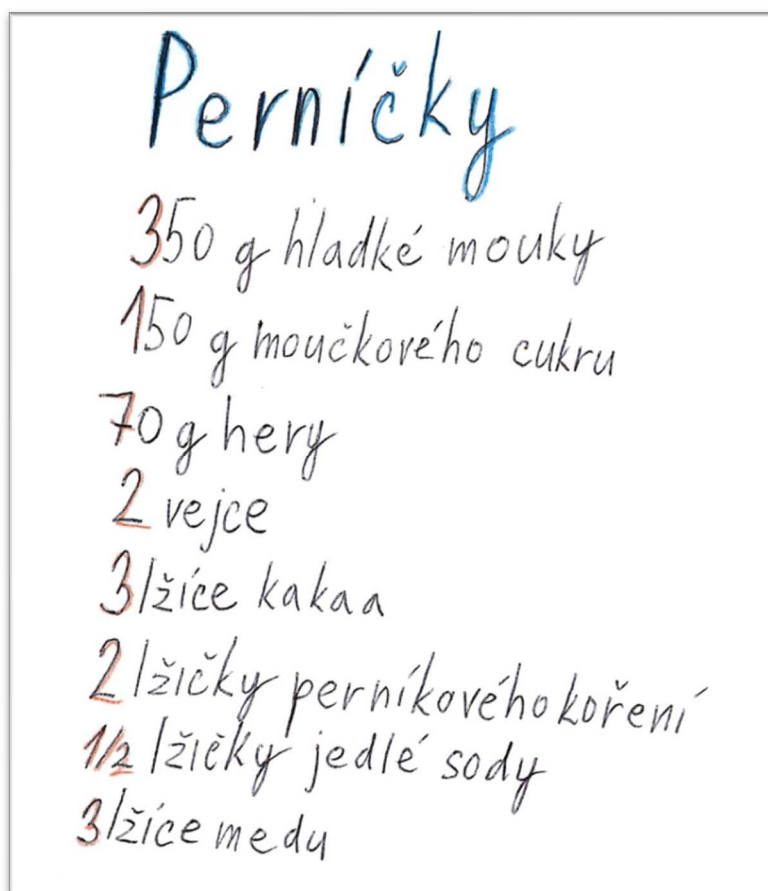 Perníčky
350 g hladké mouky
150 g moučkového cukru
70 g hery
2 vejce
3 lžíce kakaa
2 lžičky perníkového koření
1/2 lžičky jedlé sody
3 lžíce medu